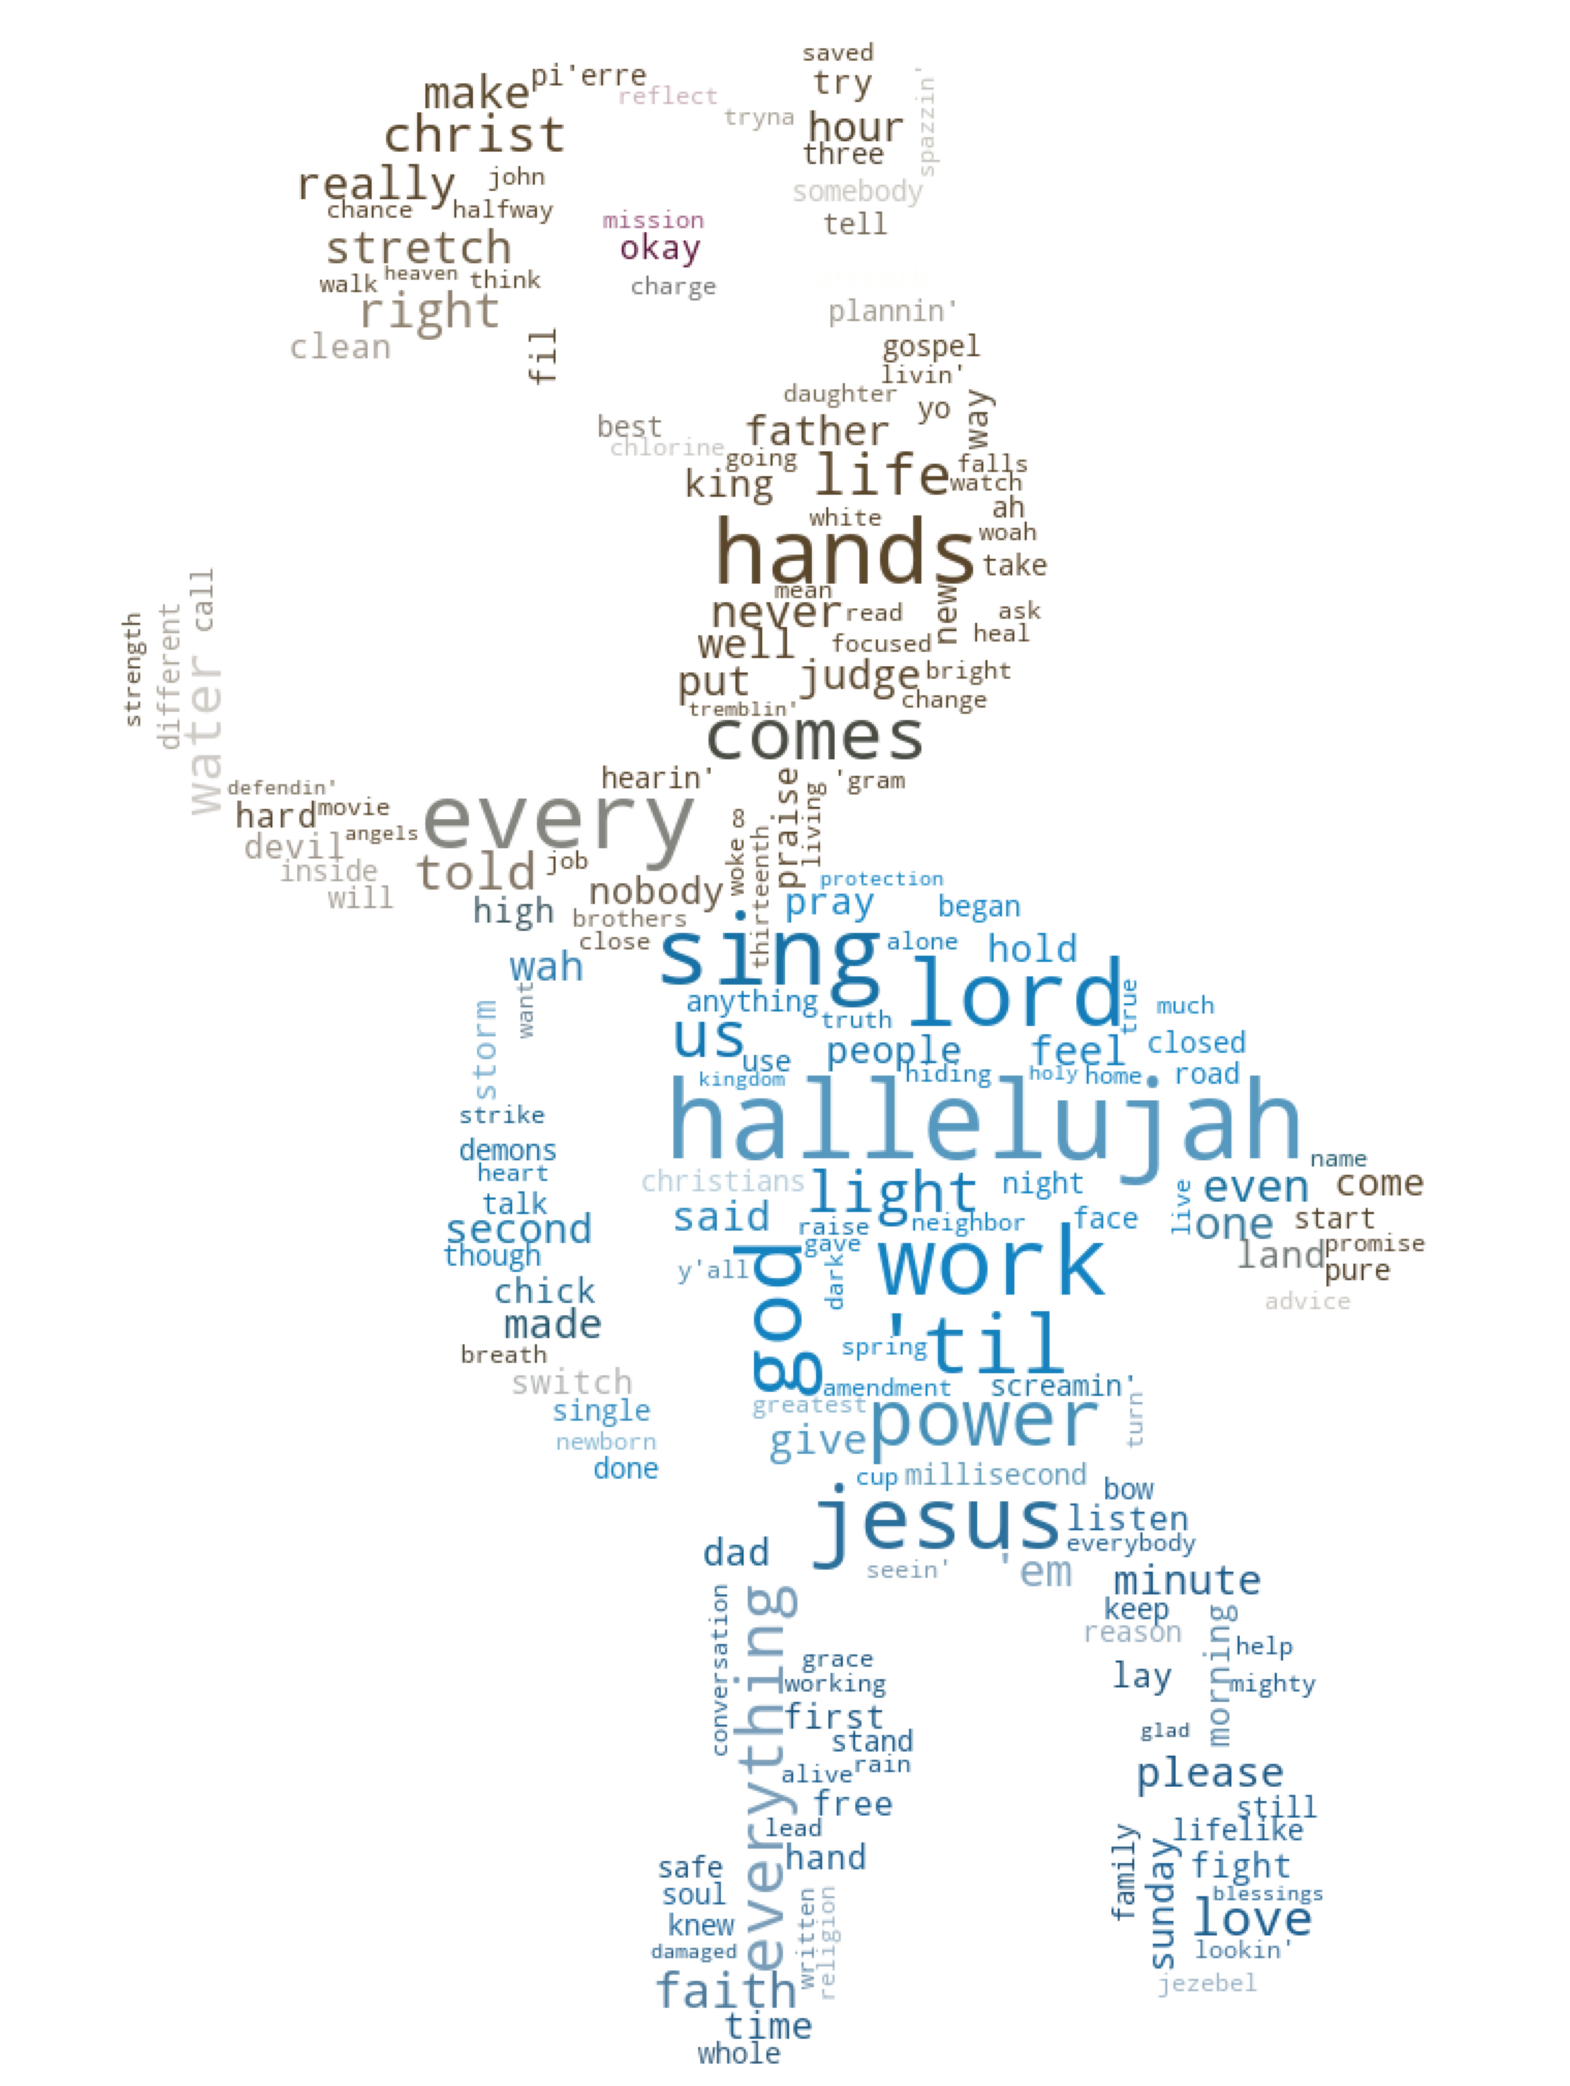 saved
make pi'erre try
reflect spazzin'
christ tryna hour
three
really john somebody
chance halfway mission tell
stretch okay
walk heaven think charge
right plannin'
clean fil gospel
livin'
daughter yo way
best father
chlorine going life falls
king watch
white ah
hands woah
take
mean new
never read ask
well focused heal
put judge bright
change
tremblin'
comes
strength different water call
defendin' hearin' 'gram
hard movie every praise living
devil angels
inside told job woke 8 thirteenth
will nobody protection
high brothers pray began
close sing alone hold
wah lord
want anything true much
storm us truth
use people feel closed
kingdom hiding holy home road
strike hallelujah
demons name
heart christians light night live even come
talk said raise neighbor face one start
second gave
though y'all god dark work land promise
chick pure
made 'til advice
breath spring
switch amendment screamin'
single greatest power turn
newborn give
done cup millisecond bow
jesus listen
dad everybody
seein' 'em minute
conversation everything keep
grace reason morning help
working lay mighty
first
stand glad
alive rain please
free still
lead family lifelike
safe hand sunday fight
soul written religion blessings
knew love
damaged lookin'
faith jezebel
time
whole